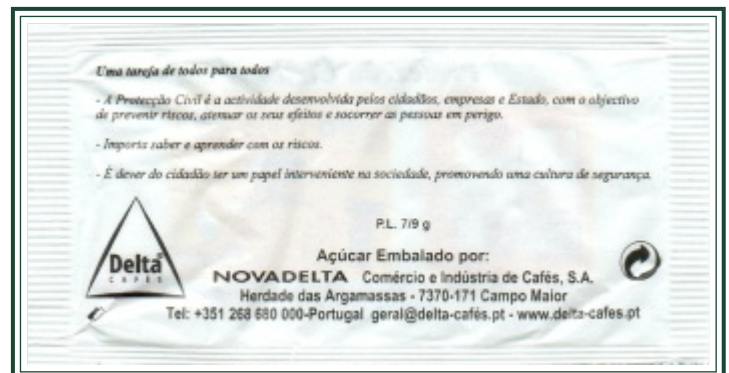 Uma tarefa de todos para todos
- A Protecção Civil é a actividade desenvolvida pelos cidadãos, empresas e Estado, com o objectivo
de prevenir riscos, atenuar os seus efeitos e socorrer as pessoas em perigo.
- Importa saber e aprender com os riscos.
- É dever do cidadão ter um papel interveniente na sociedade, promovendo uma cultura de segurança.
P.L. 7/9 g
Delta
CAFÉS
Açúcar Embalado por:
NOVADELTA Comércio e Indústria de Cafés, S.A.
Herdade das Argamassas - 7370-171 Campo Maior
Tel: +351 268 680 000-Portugal geral@delta-cafés.pt - www.delta-cafes.pt